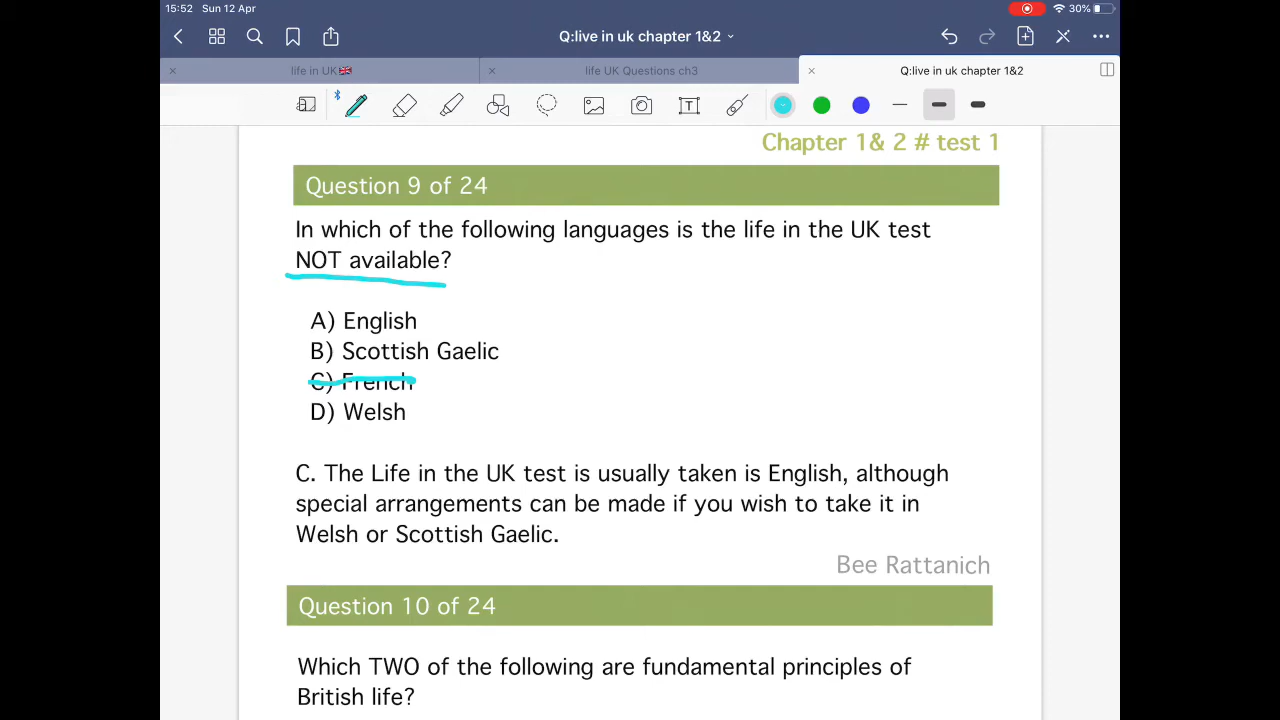 15:52 Sun 12 Apr
30%
Q:live in uk chapter 1&2
life in UK🇬🇧
life UK Questions ch3
Q:live in uk chapter 1&2
T
Chapter 1& 2 # test 1
Question 9 of 24
In which of the following languages is the life in the UK test
NOT available?
A) English
B) Scottish Gaelic
C) French
D) Welsh
C. The Life in the UK test is usually taken is English, although
special arrangements can be made if you wish to take it in
Welsh or Scottish Gaelic.
Bee Rattanich
Question 10 of 24
Which TWO of the following are fundamental principles of
British life?